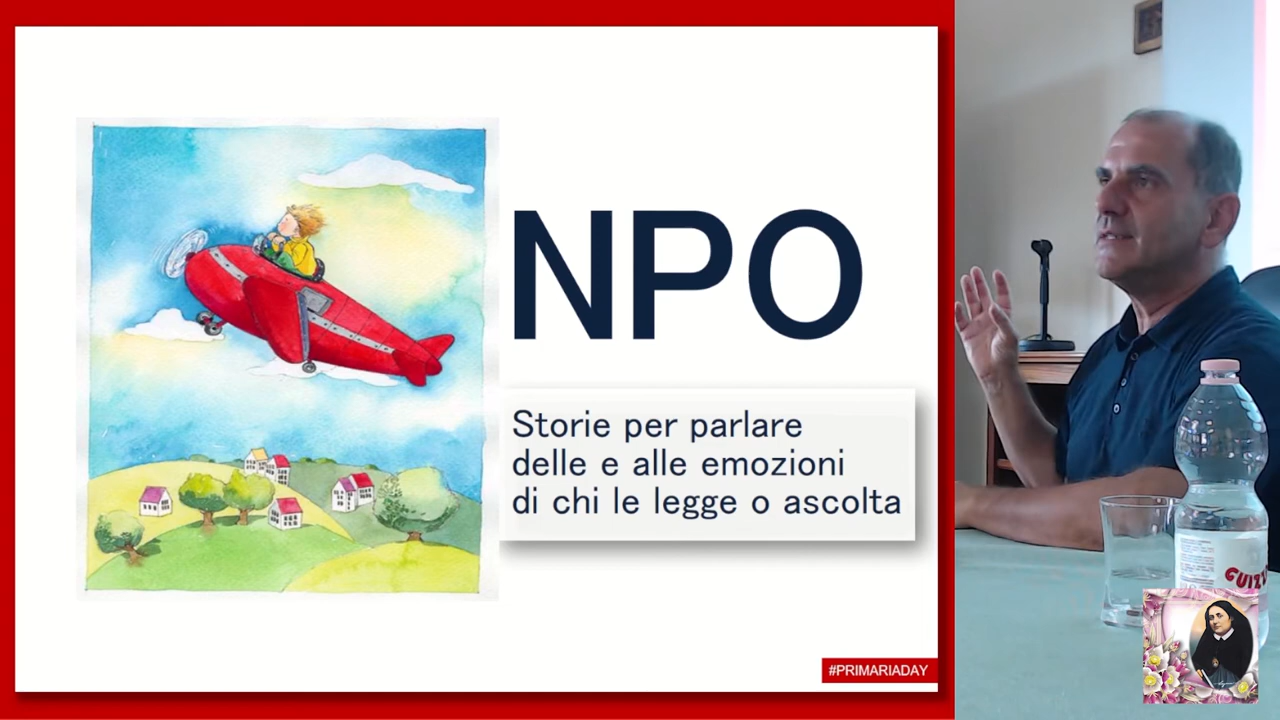 NPO
Storie per parlare
delle e alle emozioni
di chi le legge o ascolta
#PRIMARIADAY